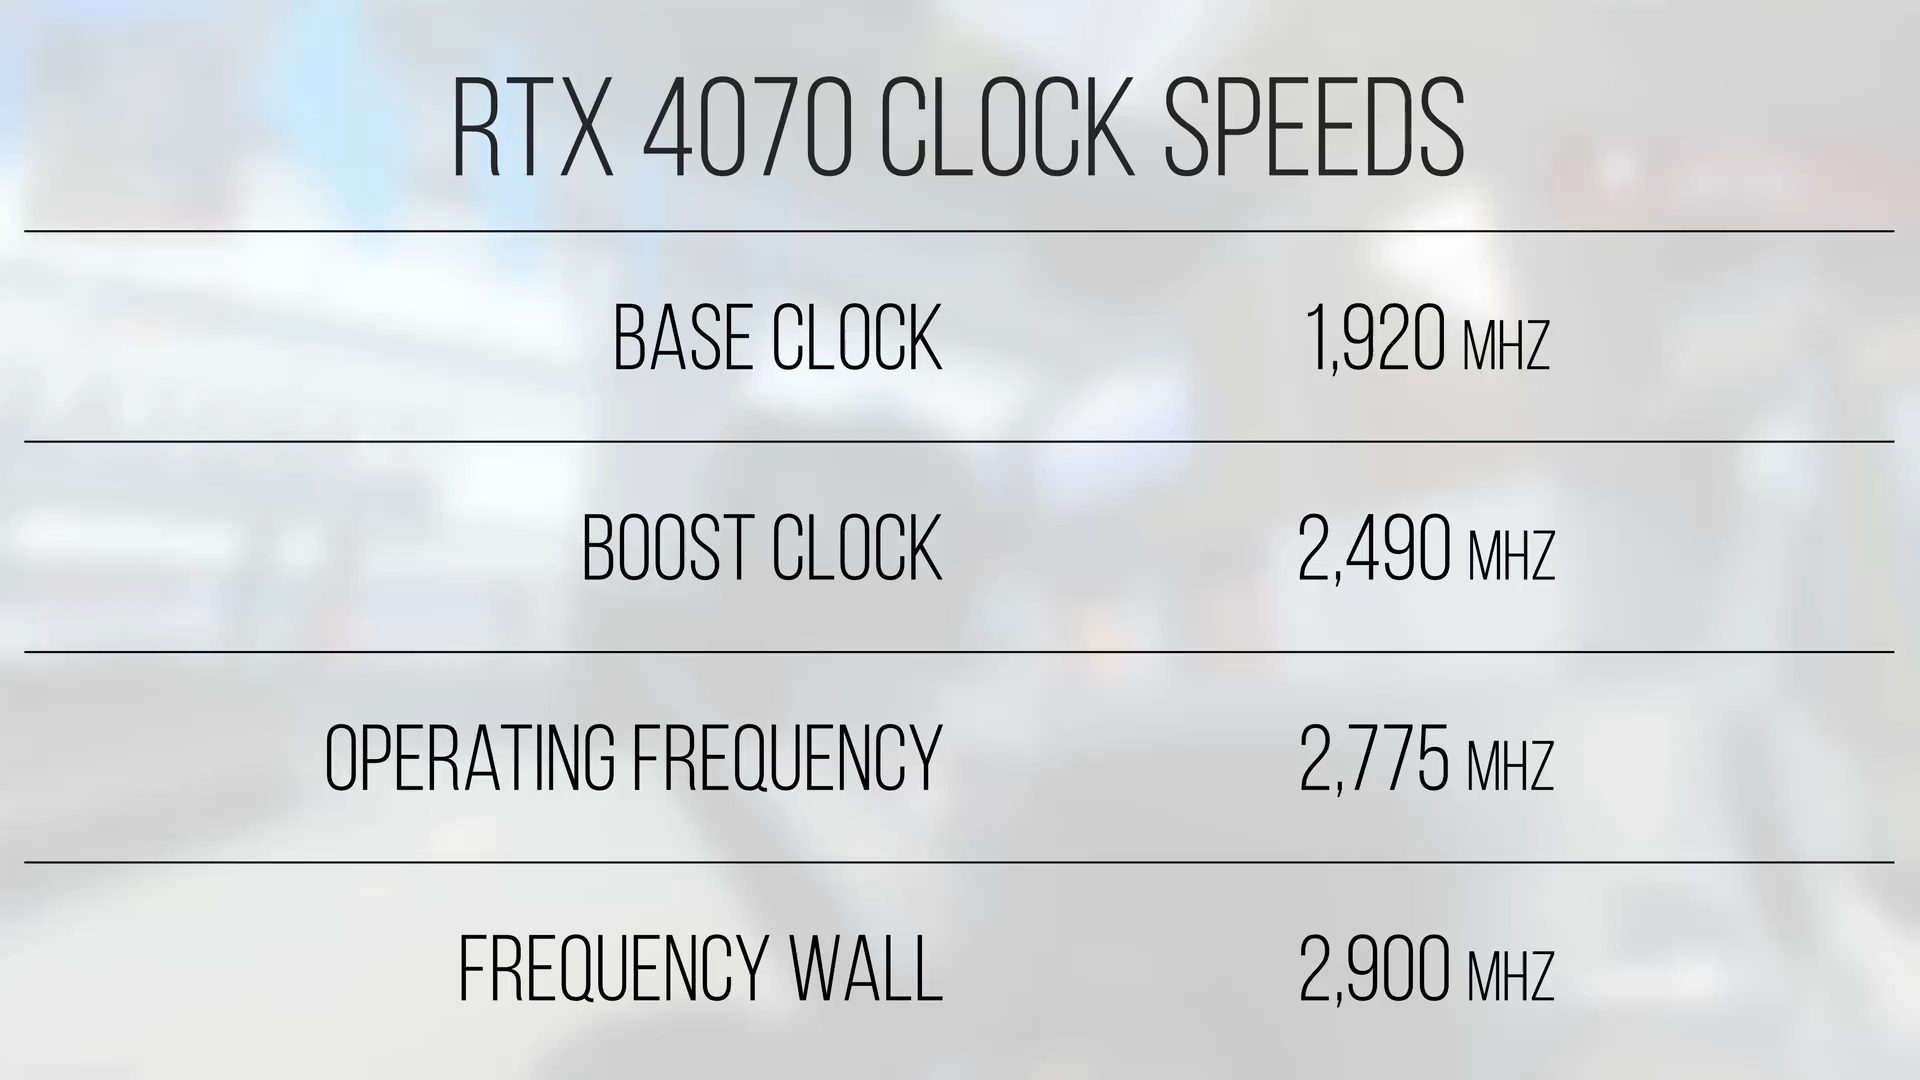 RTX 4070 CLOCK SPEEDS
BASE CLOCK 1,920 MHZ
BOOST CLOCK 2,490 MHZ
OPERATING FREQUENCY 2,775 MHZ
FREQUENCY WALL 2,900 MHZ